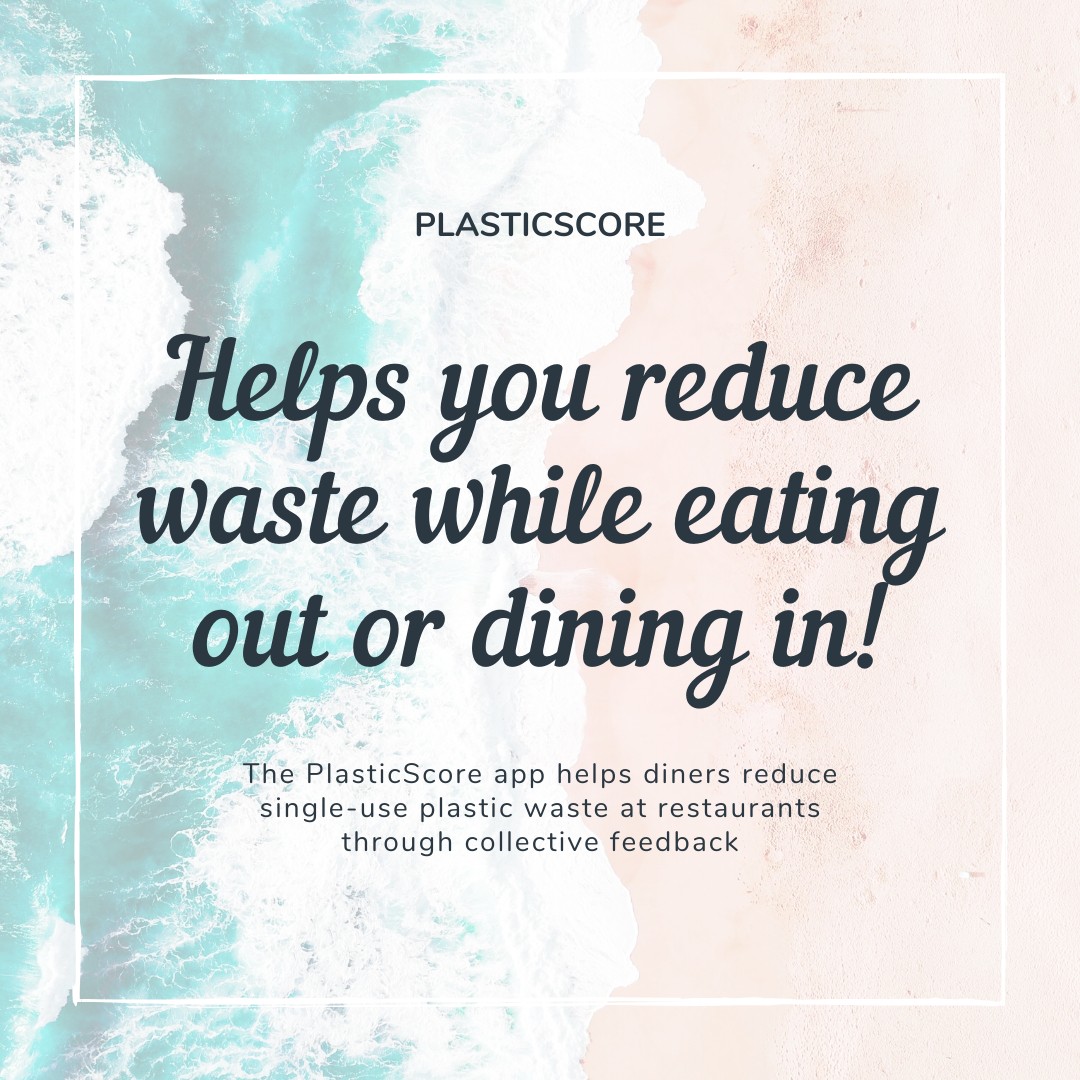 PLASTICSCORE
Helps you reduce
waste while eating
out or dining in!
The PlasticScore app helps diners reduce
single-use plastic waste at restaurants
through collective feedback